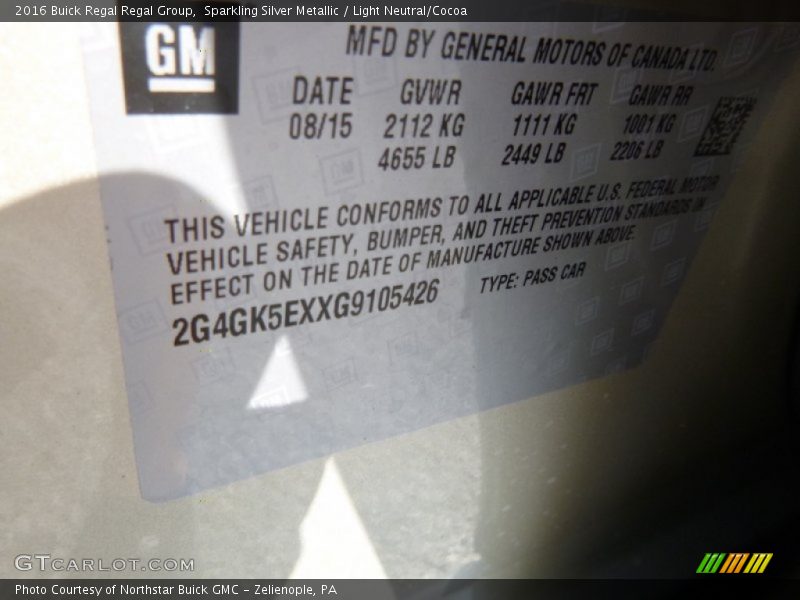 2016 Buick Regal Regal Group, Sparkling Silver Metallic / Light Neutral/Cocoa
GM
MFD BY GENERAL MOTORS OF CANADA LTD.
DATE GVWR GAWR FRT GAWR RR
08/15 2112 KG 1111 KG 1001 KG
4655 LB 2449 LB 2206 LB
THIS VEHICLE CONFORMS TO ALL APPLICABLE U.S. FEDERAL MOTOR
VEHICLE SAFETY, BUMPER, AND THEFT PREVENTION STANDARDS IN
EFFECT ON THE DATE OF MANUFACTURE SHOWN ABOVE.
2G4GK5EXXG9105426 TYPE: PASS CAR
GTCARLOT.COM
Photo Courtesy of Northstar Buick GMC - Zelienople, PA